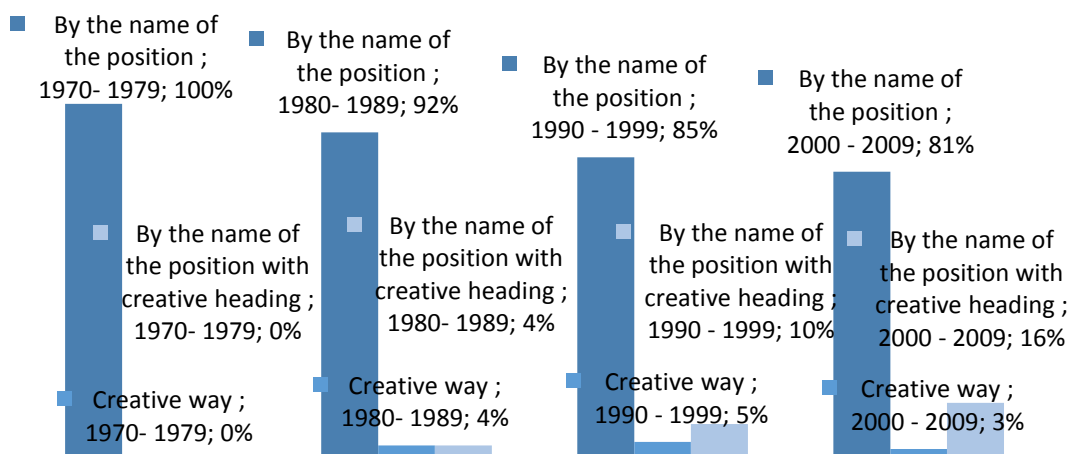 By the name of
the position ;
1970- 1979; 100%
By the name of
the position ;
1980- 1989; 92%
By the name of
the position ;
1990 - 1999; 85%
By the name of
the position ;
2000 - 2009; 81%
By the name of
the position with
creative heading ;
1970- 1979; 0%
By the name of
the position with
creative heading ;
1980- 1989; 4%
By the name of
the position with
creative heading ;
1990 - 1999; 10%
By the name of
the position with
creative heading ;
2000 - 2009; 16%
Creative way ;
1970- 1979; 0%
Creative way ;
1980- 1989; 4%
Creative way ;
1990 - 1999; 5%
Creative way ;
2000 - 2009; 3%